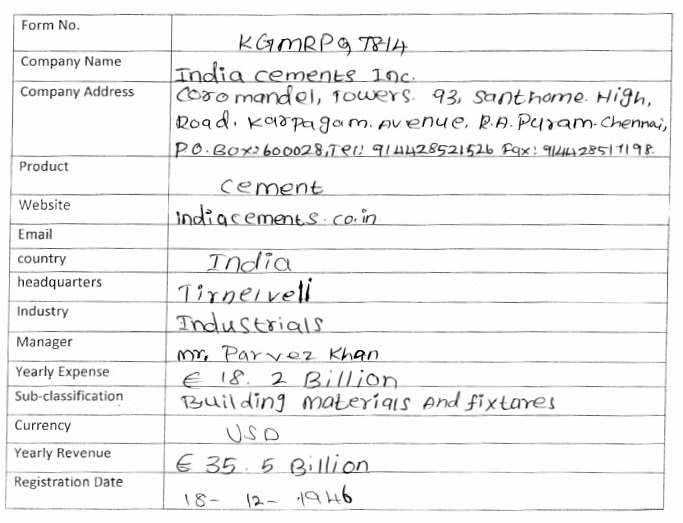 Form No. KGMRPQ7814
Company Name India cements Inc.
Company Address Coromandel, Towers. 93, Santhome. High,
Road. Karpagam. Avenue, R.A. Puram. Chennai,
P.O. Box: 600028, Tel: 914428521526 Fax: 914428517198.
Product cement
Website indiacements.co.in
Email
country India
headquarters Tirnelveli
Industry Industrials
Manager Mr, Parvez Khan
Yearly Expense € 18. 2 Billion
Sub-classification Building materials And fixtares
Currency USD
Yearly Revenue € 35. 5 Billion
Registration Date 18- 12- 1946